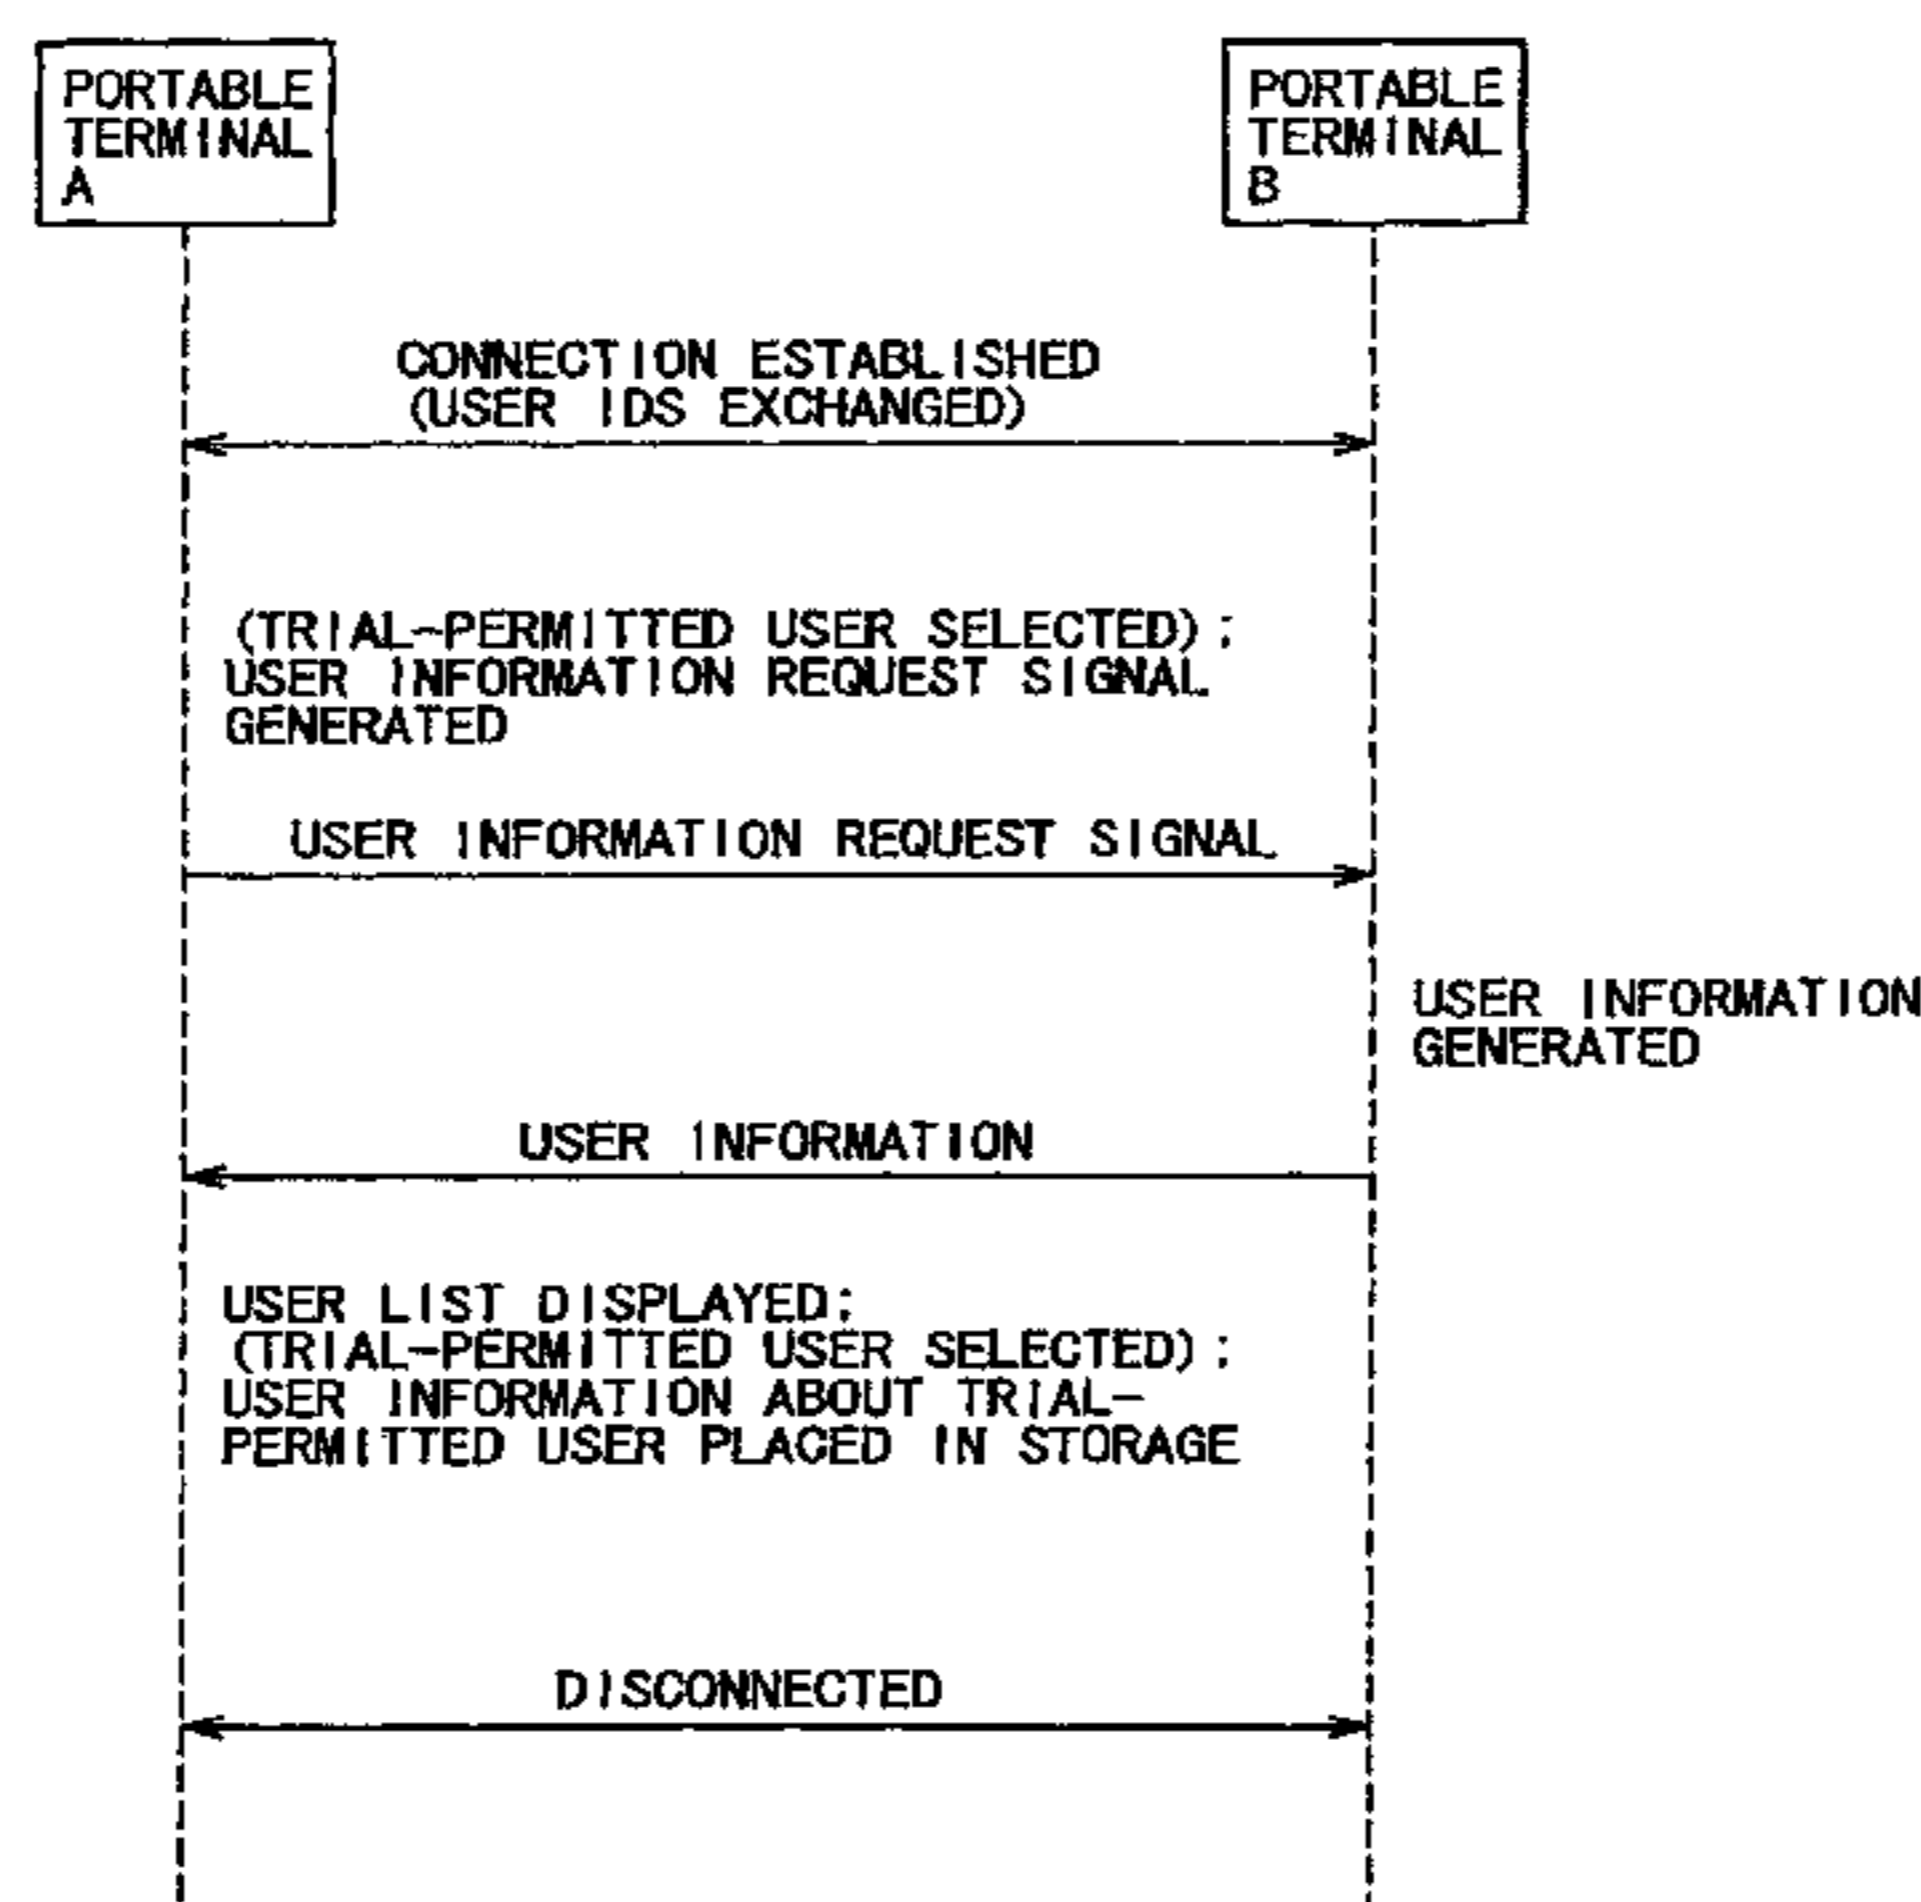 PORTABLE
TERMINAL
A
PORTABLE
TERMINAL
B
CONNECTION ESTABLISHED
(USER IDS EXCHANGED)
(TRIAL-PERMITTED USER SELECTED);
USER INFORMATION REQUEST SIGNAL
GENERATED
USER INFORMATION REQUEST SIGNAL
USER INFORMATION
GENERATED
USER INFORMATION
USER LIST DISPLAYED;
(TRIAL-PERMITTED USER SELECTED);
USER INFORMATION ABOUT TRIAL-
PERMITTED USER PLACED IN STORAGE
DISCONNECTED